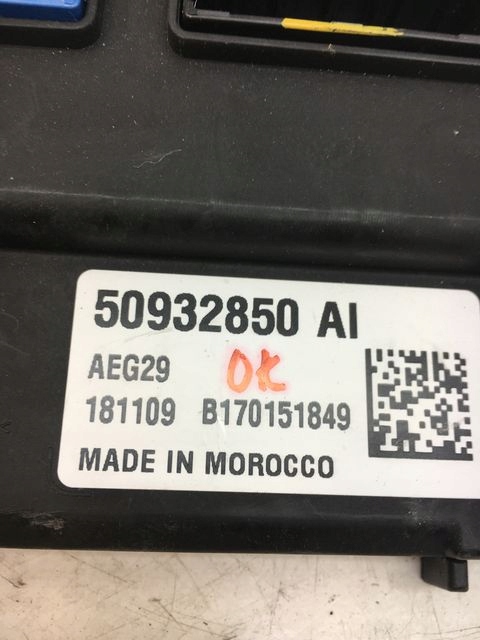 50932850 AI
AEG29 OK
181109 B170151849
MADE IN MOROCCO